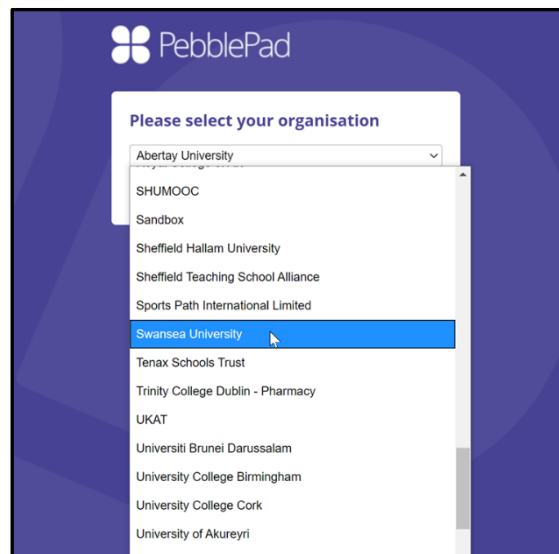 PebblePad
Please select your organisation
Abertay University
SHUMOOC
Sandbox
Sheffield Hallam University
Sheffield Teaching School Alliance
Sports Path International Limited
Swansea University
Tenax Schools Trust
Trinity College Dublin - Pharmacy
UKAT
Universiti Brunei Darussalam
University College Birmingham
University College Cork
University of Akureyri